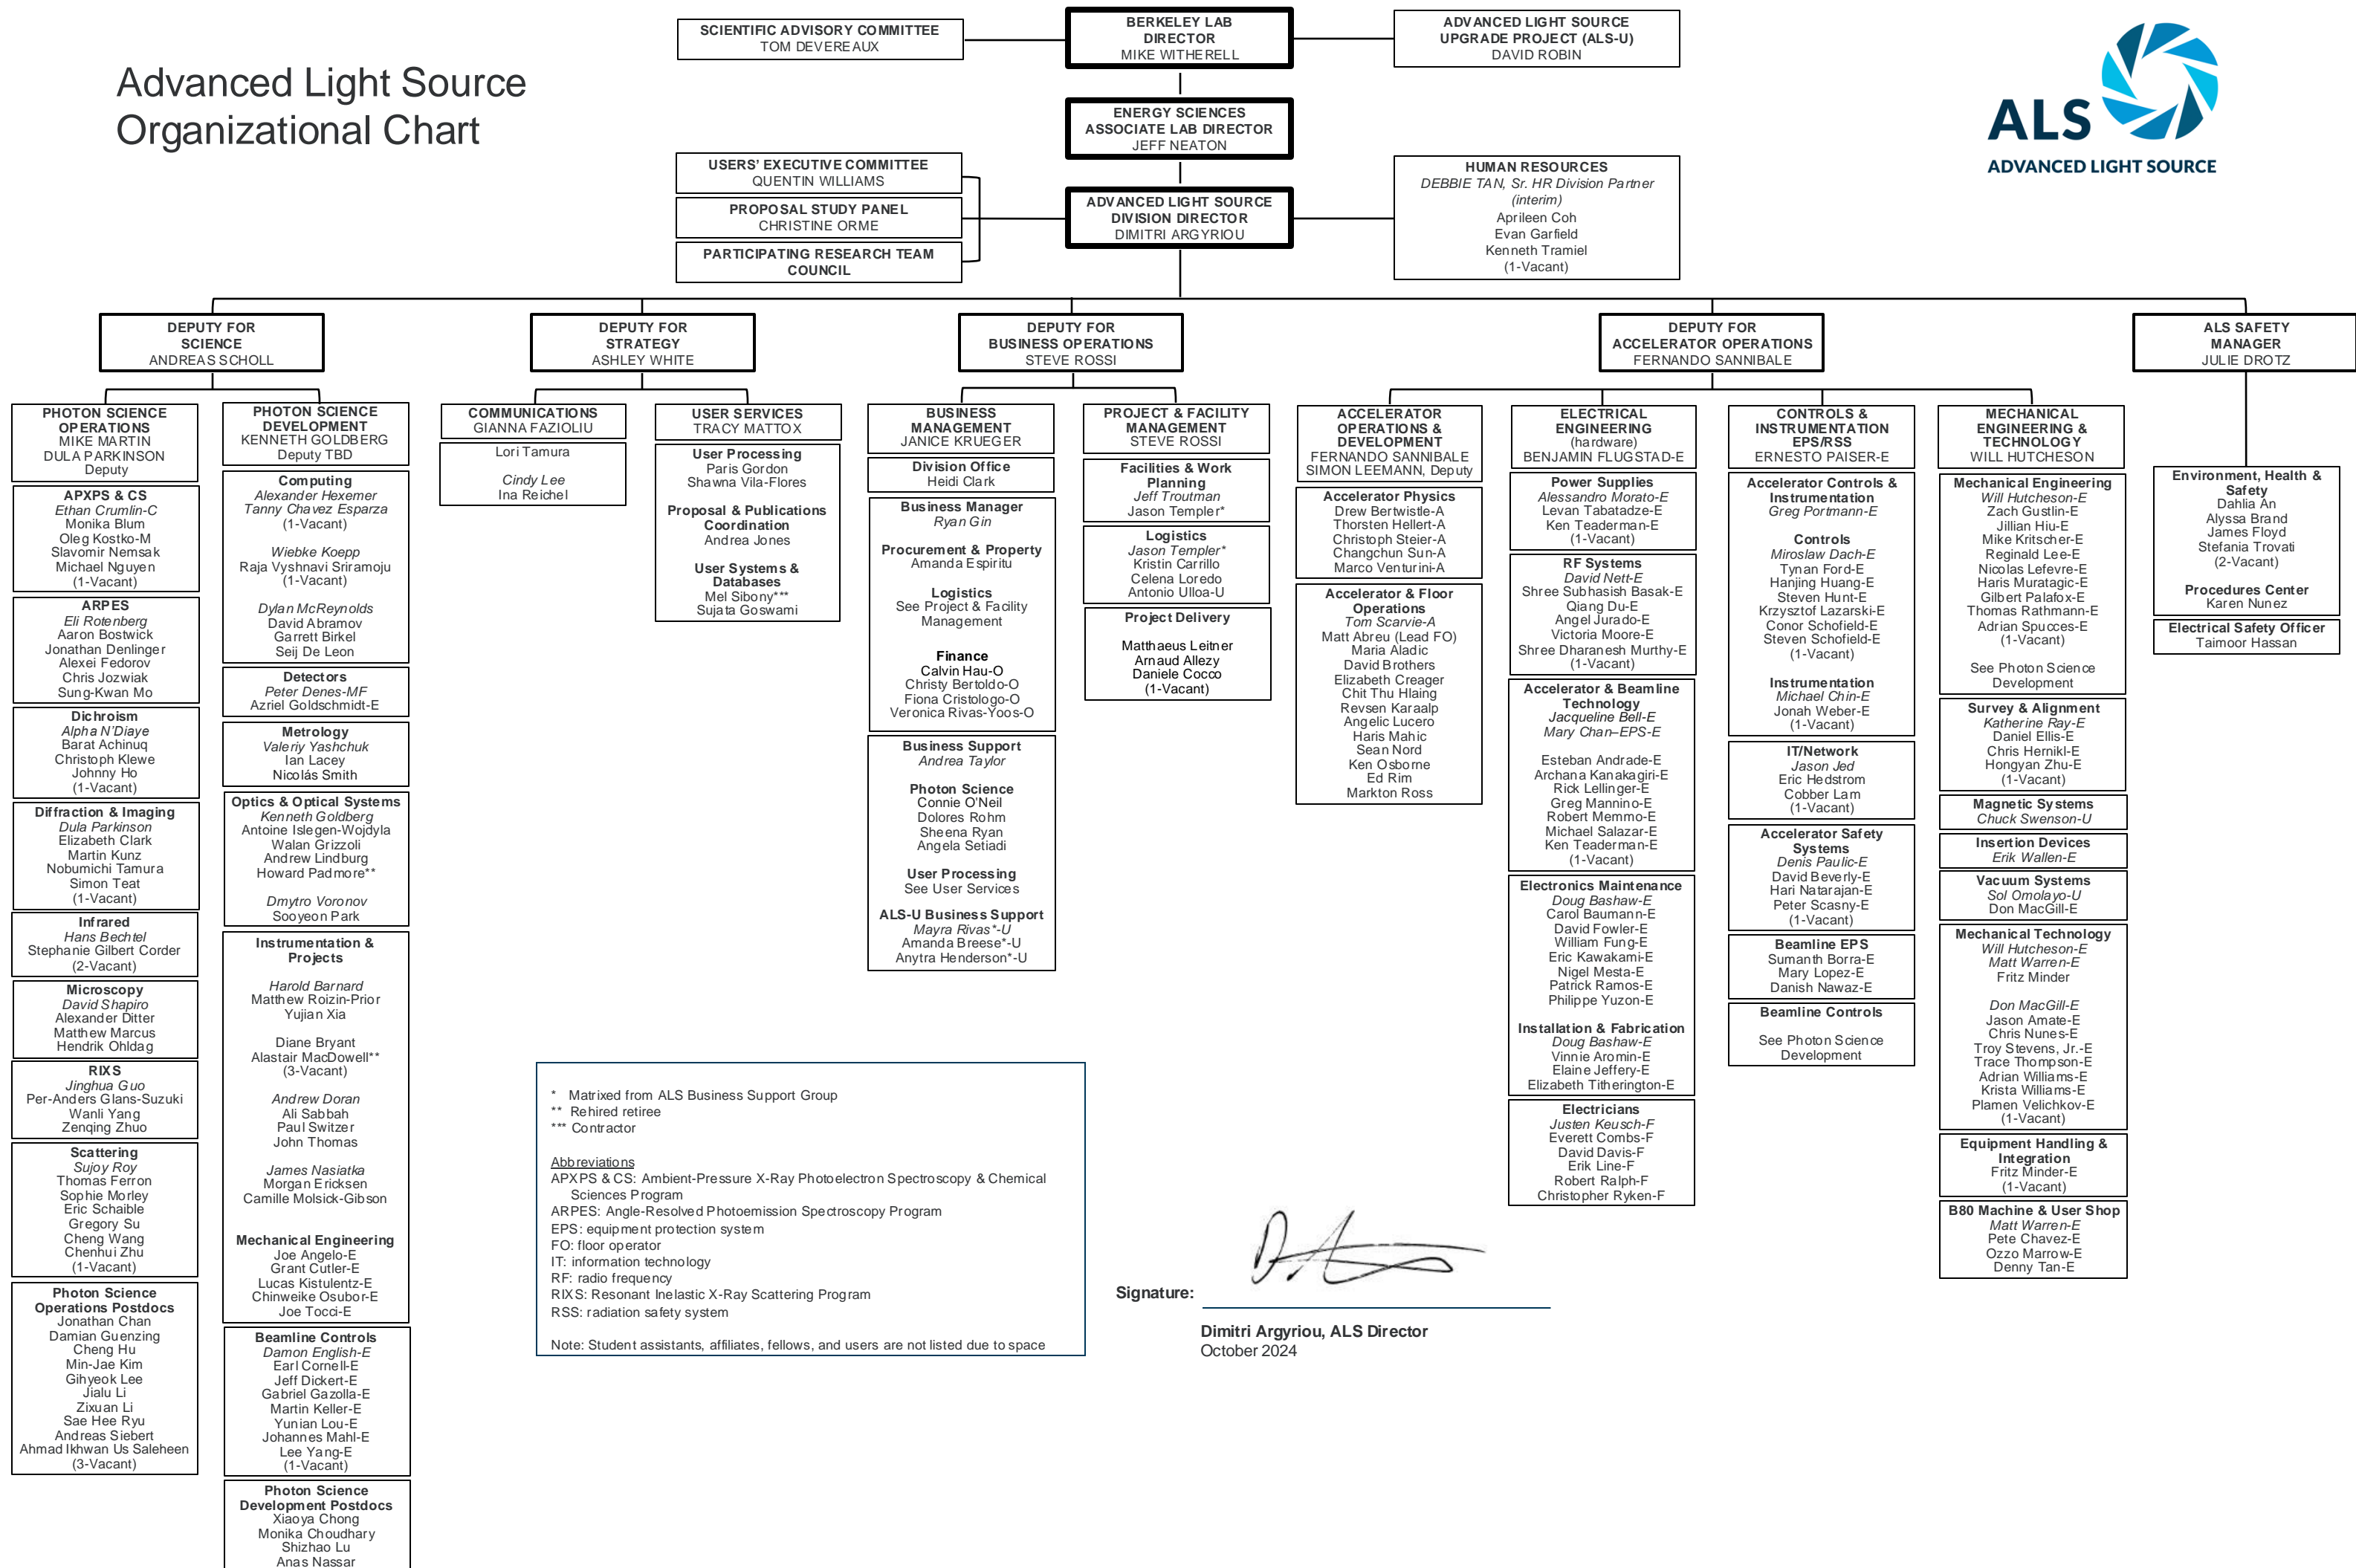 Advanced Light Source
Organizational Chart
SCIENTIFIC ADVISORY COMMITTEE
TOM DEVEREAUX
BERKELEY LAB
DIRECTOR
MIKE WITHERELL
ADVANCED LIGHT SOURCE
UPGRADE PROJECT (ALS-U)
DAVID ROBIN
ALS
ADVANCED LIGHT SOURCE
ENERGY SCIENCES
ASSOCIATE LAB DIRECTOR
JEFF NEATON
USERS' EXECUTIVE COMMITTEE
QUENTIN WILLIAMS
PROPOSAL STUDY PANEL
CHRISTINE ORME
PARTICIPATING RESEARCH TEAM
COUNCIL
ADVANCED LIGHT SOURCE
DIVISION DIRECTOR
DIMITRI ARGYRIOU
HUMAN RESOURCES
DEBBIE TAN, Sr. HR Division Partner
(interim)
Aprileen Coh
Evan Garfield
Kenneth Tramiel
(1-Vacant)
DEPUTY FOR
SCIENCE
ANDREAS SCHOLL
DEPUTY FOR
STRATEGY
ASHLEY WHITE
DEPUTY FOR
BUSINESS OPERATIONS
STEVE ROSSI
DEPUTY FOR
ACCELERATOR OPERATIONS
FERNANDO SANNIBALE
ALS SAFETY
MANAGER
JULIE DROTZ
PHOTON SCIENCE
OPERATIONS
MIKE MARTIN
DULA PARKINSON
Deputy
APXPS & CS
Ethan Crumlin-C
Monika Blum
Oleg Kostko-M
Slavomir Nemsak
Michael Nguyen
(1-Vacant)
ARPES
Eli Rotenberg
Aaron Bostwick
Jonathan Denlinger
Alexei Fedorov
Chris Jozwiak
Sung-Kwan Mo
Dichroism
Alpha N'Diaye
Barat Achinuq
Christoph Klewe
Johnny Ho
(1-Vacant)
Diffraction & Imaging
Dula Parkinson
Elizabeth Clark
Martin Kunz
Nobumichi Tamura
Simon Teat
(1-Vacant)
Infrared
Hans Bechtel
Stephanie Gilbert Corder
(2-Vacant)
Microscopy
David Shapiro
Alexander Ditter
Matthew Marcus
Hendrik Ohldag
RIXS
Jinghua Guo
Per-Anders Glans-Suzuki
Wanli Yang
Zenqing Zhuo
Scattering
Sujoy Roy
Thomas Ferron
Sophie Morley
Eric Schaible
Gregory Su
Cheng Wang
Chenhui Zhu
(1-Vacant)
Photon Science
Operations Postdocs
Jonathan Chan
Damian Guenzing
Cheng Hu
Min-Jae Kim
Gihyeok Lee
Jialu Li
Zixuan Li
Sae Hee Ryu
Andreas Siebert
Ahmad Ikhwan Us Saleheen
(3-Vacant)
PHOTON SCIENCE
DEVELOPMENT
KENNETH GOLDBERG
Deputy TBD
Computing
Alexander Hexemer
Tanny Chavez Esparza
(1-Vacant)
Wiebke Koepp
Raja Vyshnavi Sriramoju
(1-Vacant)
Dylan McReynolds
David Abramov
Garrett Birkel
Seij De Leon
Detectors
Peter Denes-MF
Azriel Goldschmidt-E
Metrology
Valeriy Yashchuk
Ian Lacey
Nicolás Smith
Optics & Optical Systems
Kenneth Goldberg
Antoine Islegen-Wojdyla
Walan Grizzoli
Andrew Lindburg
Howard Padmore**
Dmytro Voronov
Sooyeon Park
Instrumentation &
Projects
Harold Barnard
Matthew Roizin-Prior
Yujian Xia
Diane Bryant
Alastair MacDowell**
(3-Vacant)
Andrew Doran
Ali Sabbah
Paul Switzer
John Thomas
James Nasiatka
Morgan Ericksen
Camille Molsick-Gibson
Mechanical Engineering
Joe Angelo-E
Grant Cutler-E
Lucas Kistulentz-E
Chinweike Osubor-E
Joe Tocci-E
Beamline Controls
Damon English-E
Earl Cornell-E
Jeff Dickert-E
Gabriel Gazolla-E
Martin Keller-E
Yunian Lou-E
Johannes Mahl-E
Lee Yang-E
(1-Vacant)
Photon Science
Development Postdocs
Xiaoya Chong
Monika Choudhary
Shizhao Lu
Anas Nassar
COMMUNICATIONS
GIANNA FAZIOLIU
Lori Tamura
Cindy Lee
Ina Reichel
USER SERVICES
TRACY MATTOX
User Processing
Paris Gordon
Shawna Vila-Flores
Proposal & Publications
Coordination
Andrea Jones
User Systems &
Databases
Mel Sibony***
Sujata Goswami
BUSINESS
MANAGEMENT
JANICE KRUEGER
Division Office
Heidi Clark
Business Manager
Ryan Gin
Procurement & Property
Amanda Espiritu
Logistics
See Project & Facility
Management
Finance
Calvin Hau-O
Christy Bertoldo-O
Fiona Cristologo-O
Veronica Rivas-Yoos-O
Business Support
Andrea Taylor
Photon Science
Connie O'Neil
Dolores Rohm
Sheena Ryan
Angela Setiadi
User Processing
See User Services
ALS-U Business Support
Mayra Rivas*-U
Amanda Breese*-U
Anytra Henderson*-U
PROJECT & FACILITY
MANAGEMENT
STEVE ROSSI
Facilities & Work
Planning
Jeff Troutman
Jason Templer*
Logistics
Jason Templer*
Kristin Carrillo
Celena Loredo
Antonio Ulloa-U
Project Delivery
Matthaeus Leitner
Arnaud Allezy
Daniele Cocco
(1-Vacant)
ACCELERATOR
OPERATIONS &
DEVELOPMENT
FERNANDO SANNIBALE
SIMON LEEMANN, Deputy
Accelerator Physics
Drew Bertwistle-A
Thorsten Hellert-A
Christoph Steier-A
Changchun Sun-A
Marco Venturini-A
Accelerator & Floor
Operations
Tom Scarvie-A
Matt Abreu (Lead FO)
Maria Aladic
David Brothers
Elizabeth Creager
Chit Thu Hlaing
Revsen Karaalp
Angelic Lucero
Haris Mahic
Sean Nord
Ken Osborne
Ed Rim
Markton Ross
ELECTRICAL
ENGINEERING
(hardware)
BENJAMIN FLUGSTAD-E
Power Supplies
Alessandro Morato-E
Levan Tabatadze-E
Ken Teaderman-E
(1-Vacant)
RF Systems
David Nett-E
Shree Subhasish Basak-E
Qiang Du-E
Angel Jurado-E
Victoria Moore-E
Shree Dharanesh Murthy-E
(1-Vacant)
Accelerator & Beamline
Technology
Jacqueline Bell-E
Mary Chan–EPS-E
Esteban Andrade-E
Archana Kanakagiri-E
Rick Lellinger-E
Greg Mannino-E
Robert Memmo-E
Michael Salazar-E
Ken Teaderman-E
(1-Vacant)
Electronics Maintenance
Doug Bashaw-E
Carol Baumann-E
David Fowler-E
William Fung-E
Eric Kawakami-E
Nigel Mesta-E
Patrick Ramos-E
Philippe Yuzon-E
Installation & Fabrication
Doug Bashaw-E
Vinnie Aromin-E
Elaine Jeffery-E
Elizabeth Titherington-E
Electricians
Justen Keusch-F
Everett Combs-F
David Davis-F
Erik Line-F
Robert Ralph-F
Christopher Ryken-F
CONTROLS &
INSTRUMENTATION
EPS/RSS
ERNESTO PAISER-E
Accelerator Controls &
Instrumentation
Greg Portmann-E
Controls
Miroslaw Dach-E
Tynan Ford-E
Hanjing Huang-E
Steven Hunt-E
Krzysztof Lazarski-E
Conor Schofield-E
Steven Schofield-E
(1-Vacant)
Instrumentation
Michael Chin-E
Jonah Weber-E
(1-Vacant)
IT/Network
Jason Jed
Eric Hedstrom
Cobber Lam
(1-Vacant)
Accelerator Safety
Systems
Denis Paulic-E
David Beverly-E
Hari Natarajan-E
Peter Scasny-E
(1-Vacant)
Beamline EPS
Sumanth Borra-E
Mary Lopez-E
Danish Nawaz-E
Beamline Controls
See Photon Science
Development
MECHANICAL
ENGINEERING &
TECHNOLOGY
WILL HUTCHESON
Mechanical Engineering
Will Hutcheson-E
Zach Gustlin-E
Jillian Hiu-E
Mike Kritscher-E
Reginald Lee-E
Nicolas Lefevre-E
Haris Muratagic-E
Gilbert Palafox-E
Thomas Rathmann-E
Adrian Spucces-E
(1-Vacant)
See Photon Science
Development
Survey & Alignment
Katherine Ray-E
Daniel Ellis-E
Chris Hernikl-E
Hongyan Zhu-E
(1-Vacant)
Magnetic Systems
Chuck Swenson-U
Insertion Devices
Erik Wallen-E
Vacuum Systems
Sol Omolayo-U
Don MacGill-E
Mechanical Technology
Will Hutcheson-E
Matt Warren-E
Fritz Minder
Don MacGill-E
Jason Amate-E
Chris Nunes-E
Troy Stevens, Jr.-E
Trace Thompson-E
Adrian Williams-E
Krista Williams-E
Plamen Velichkov-E
(1-Vacant)
Equipment Handling &
Integration
Fritz Minder-E
(1-Vacant)
B80 Machine & User Shop
Matt Warren-E
Pete Chavez-E
Ozzo Marrow-E
Denny Tan-E
Environment, Health &
Safety
Dahlia An
Alyssa Brand
James Floyd
Stefania Trovati
(2-Vacant)
Procedures Center
Karen Nunez
Electrical Safety Officer
Taimoor Hassan
* Matrixed from ALS Business Support Group
** Rehired retiree
*** Contractor
Abbreviations
APXPS & CS: Ambient-Pressure X-Ray Photoelectron Spectroscopy & Chemical
Sciences Program
ARPES: Angle-Resolved Photoemission Spectroscopy Program
EPS: equipment protection system
FO: floor operator
IT: information technology
RF: radio frequency
RIXS: Resonant Inelastic X-Ray Scattering Program
RSS: radiation safety system
Note: Student assistants, affiliates, fellows, and users are not listed due to space
Signature:
Dimitri Argyriou, ALS Director
October 2024